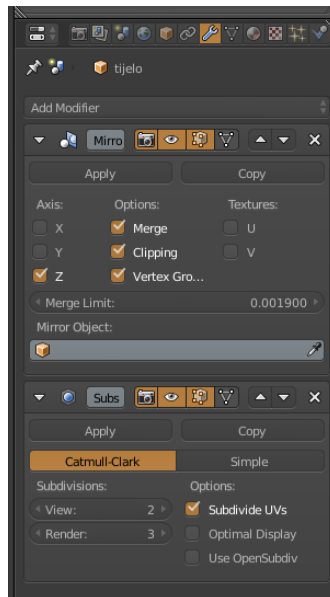 tijelo
Add Modifier
Mirro
Apply Copy
Axis: Options: Textures:
X Merge U
Y Clipping V
Z Vertex Gro...
Merge Limit: 0.001900
Mirror Object:
Subs
Apply Copy
Catmull-Clark Simple
Subdivisions: Options:
View: 2 Subdivide UVs
Render: 3 Optimal Display
Use OpenSubdiv